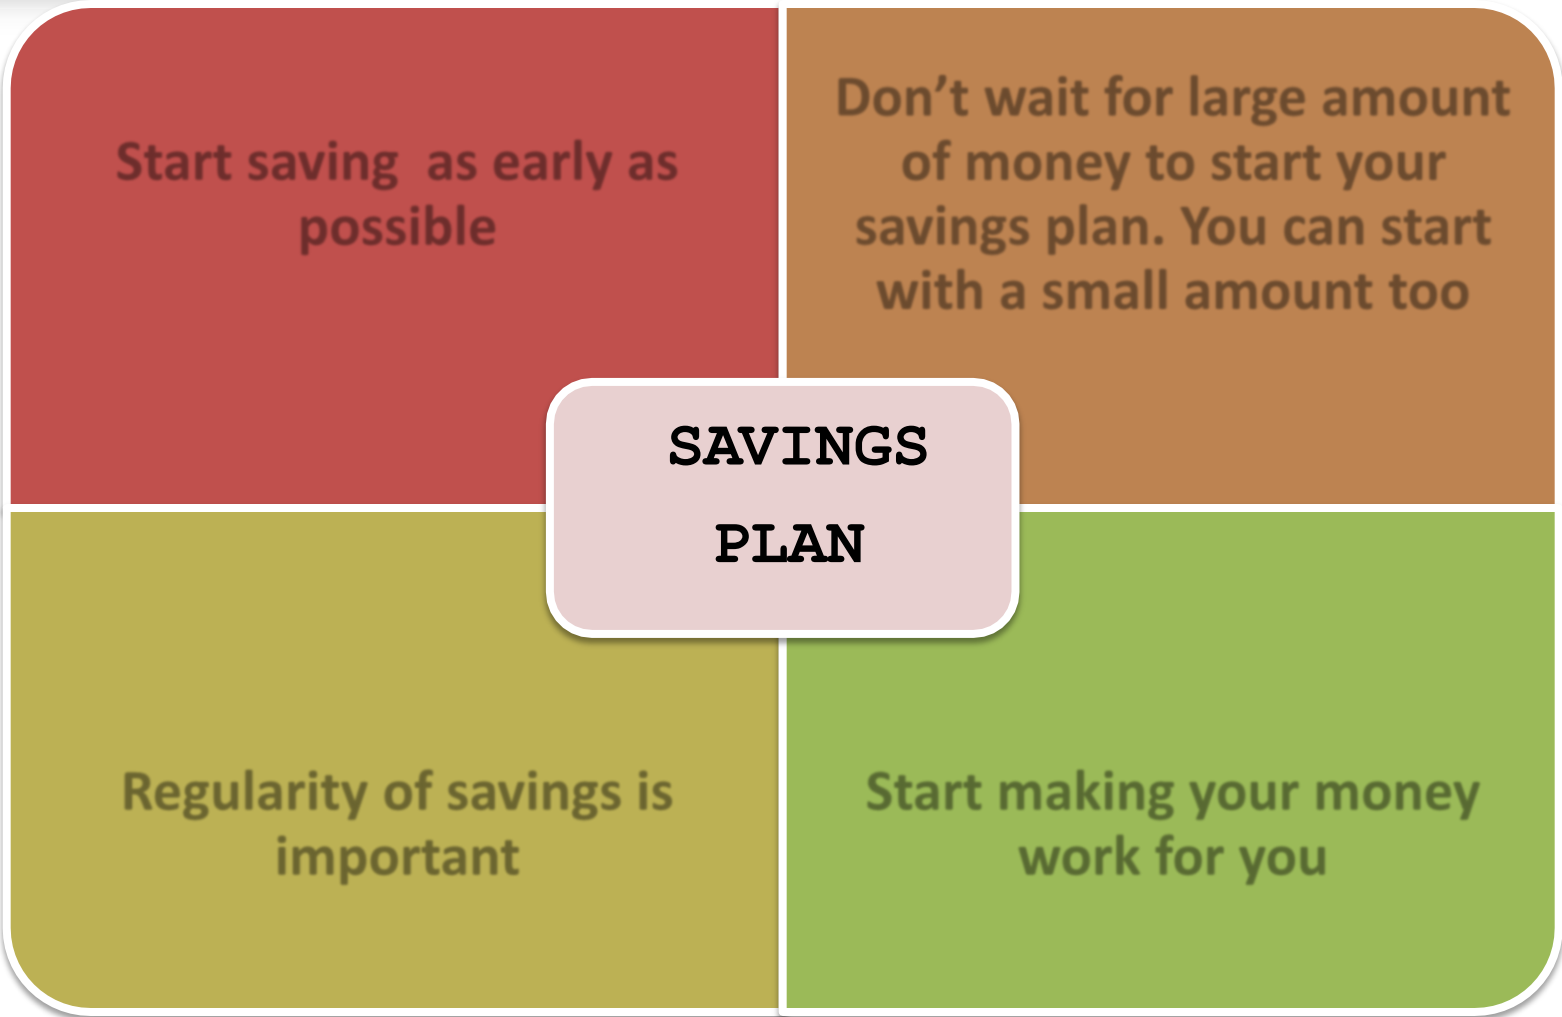 Start saving  as early as
possible
Don’t wait for large amount
of money to start your
savings plan. You can start
with a small amount too
SAVINGS
PLAN
Regularity of savings is
important
Start making your money
work for you